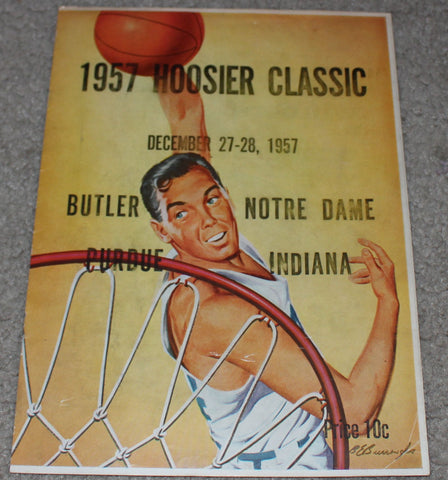 1957 HOOSIER CLASSIC
DECEMBER 27-28, 1957
BUTLER NOTRE DAME
PURDUE INDIANA
Price 10c